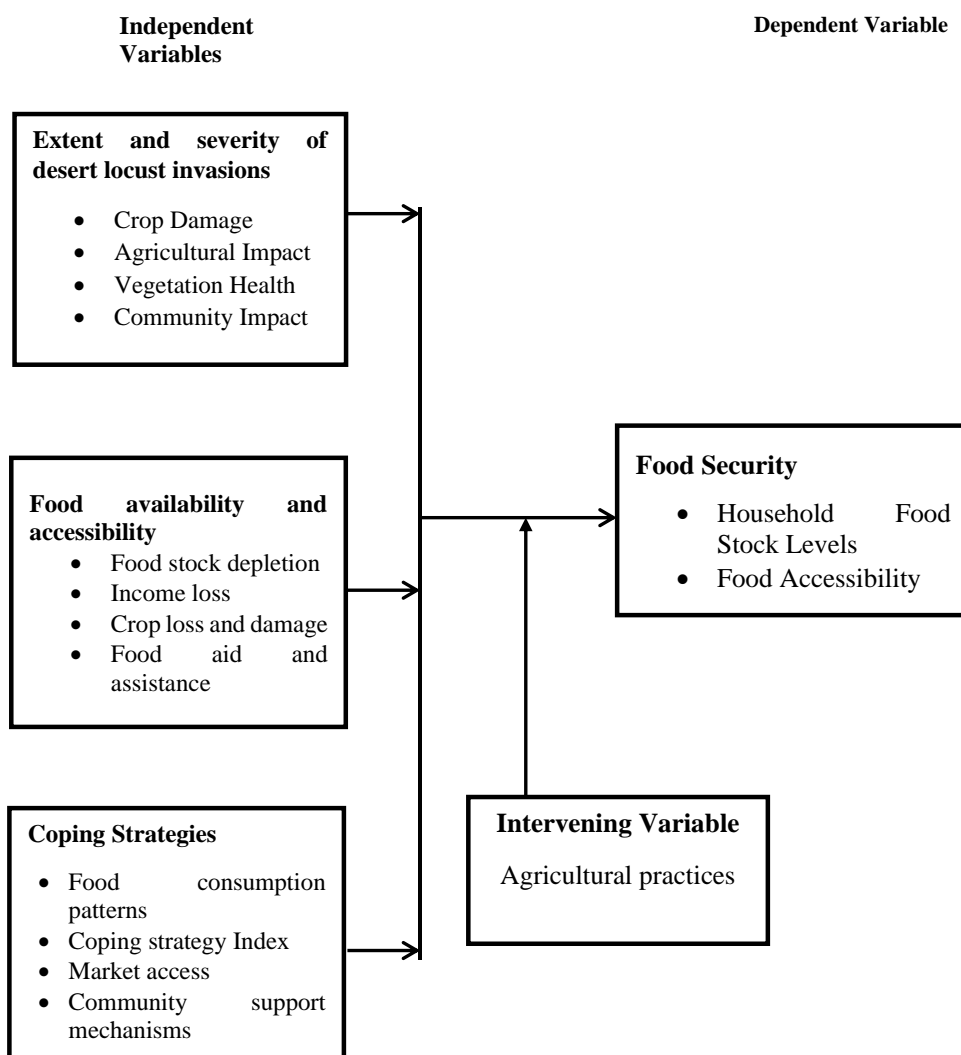 Independent
Variables
Dependent Variable
Extent and severity of
desert locust invasions
• Crop Damage
• Agricultural Impact
• Vegetation Health
• Community Impact
Food availability and
accessibility
• Food stock depletion
• Income loss
• Crop loss and damage
• Food aid and
assistance
Coping Strategies
• Food consumption
patterns
• Coping strategy Index
• Market access
• Community support
mechanisms
Food Security
• Household Food
Stock Levels
• Food Accessibility
Intervening Variable
Agricultural practices